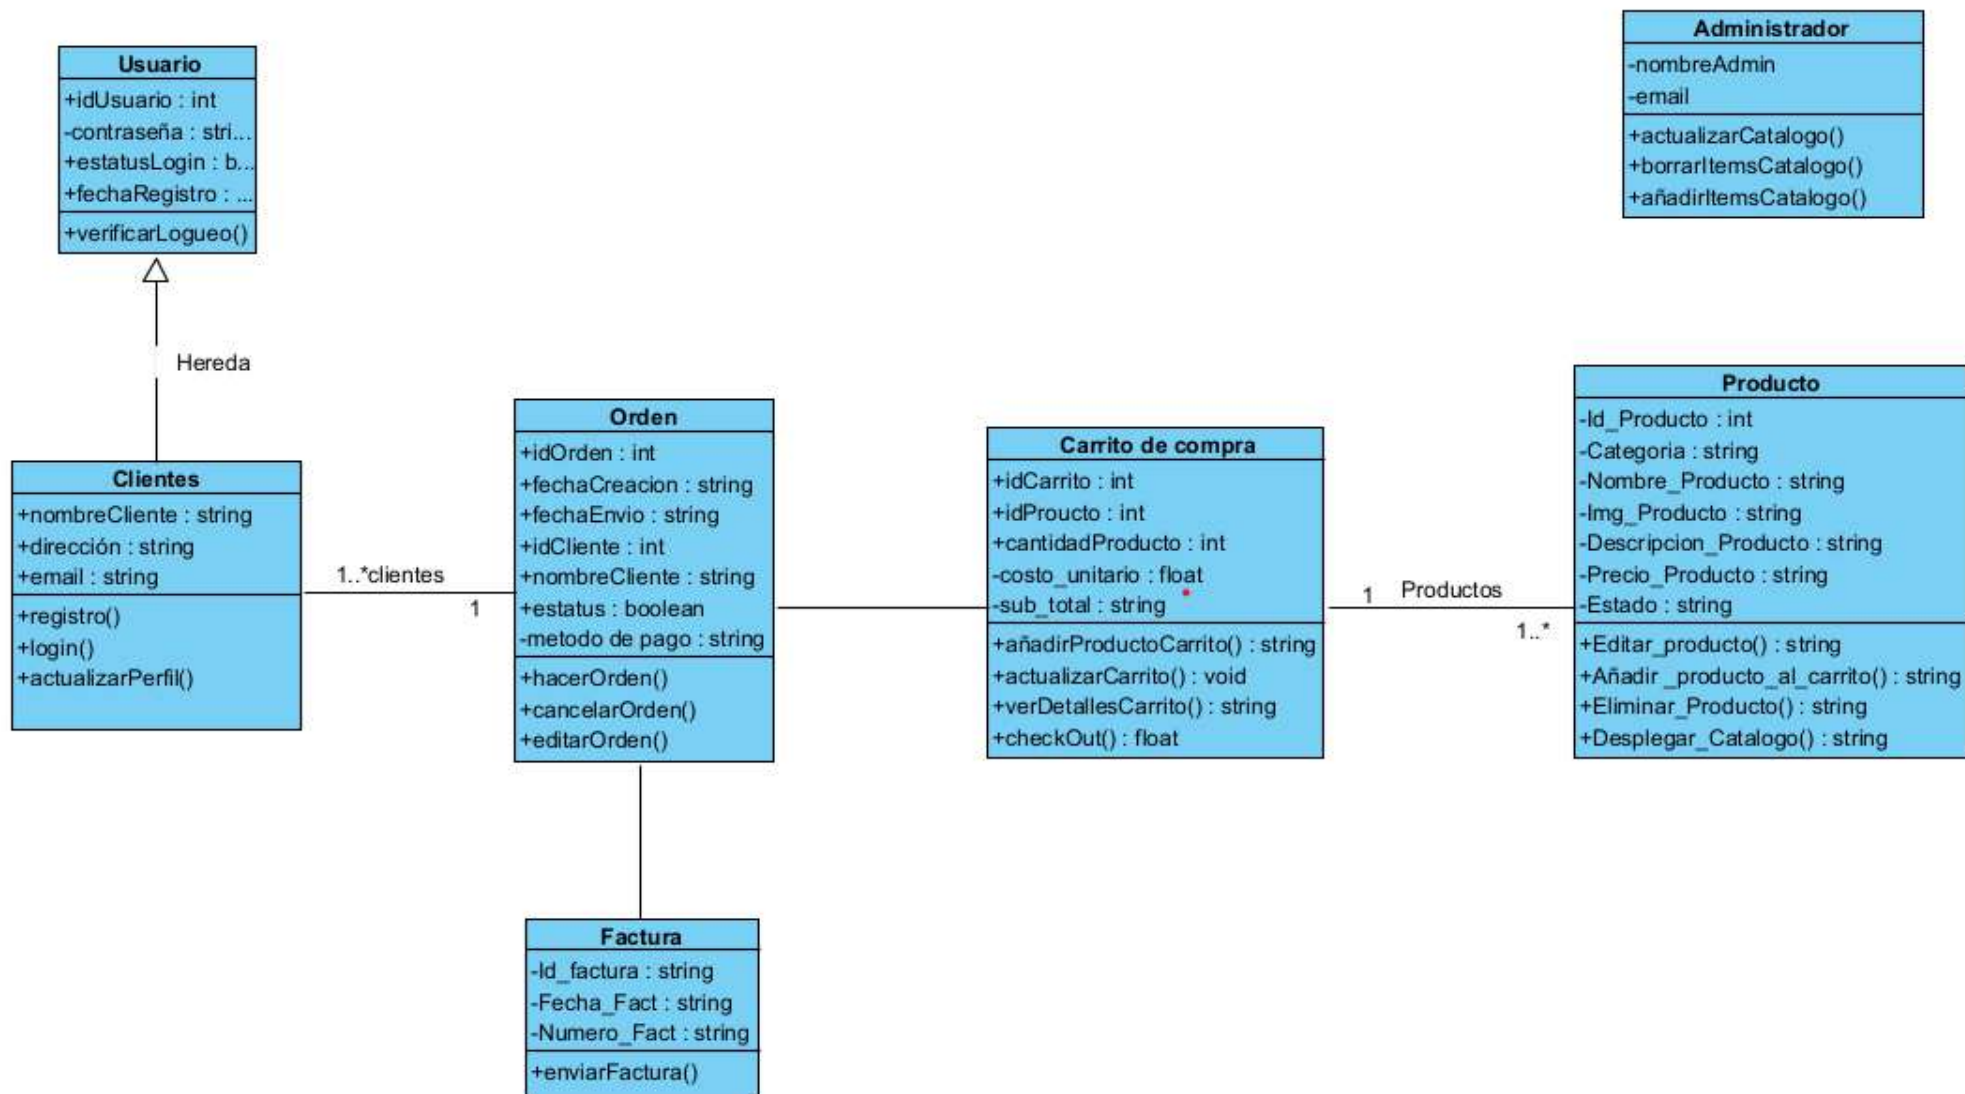 Usuario
+idUsuario : int
-contraseña : stri...
+estatusLogin : b...
+fechaRegistro : ...
+verificarLogueo()
Administrador
-nombreAdmin
-email
+actualizarCatalogo()
+borrarItemsCatalogo()
+añadirItemsCatalogo()
Hereda
Clientes
+nombreCliente : string
+dirección : string
+email : string
+registro()
+login()
+actualizarPerfil()
1..*clientes
1
Orden
+idOrden : int
+fechaCreacion : string
+fechaEnvio : string
+idCliente : int
+nombreCliente : string
+estatus : boolean
-metodo de pago : string
+hacerOrden()
+cancelarOrden()
+editarOrden()
Carrito de compra
+idCarrito : int
+idProucto : int
+cantidadProducto : int
-costo_unitario : float
-sub_total : string
+añadirProductoCarrito() : string
+actualizarCarrito() : void
+verDetallesCarrito() : string
+checkOut() : float
1
Productos
1..*
Producto
-Id_Producto : int
-Categoria : string
-Nombre_Producto : string
-Img_Producto : string
-Descripcion_Producto : string
-Precio_Producto : string
-Estado : string
+Editar_producto() : string
+Añadir _producto_al_carrito() : string
+Eliminar_Producto() : string
+Desplegar_Catalogo() : string
Factura
-Id_factura : string
-Fecha_Fact : string
-Numero_Fact : string
+enviarFactura()